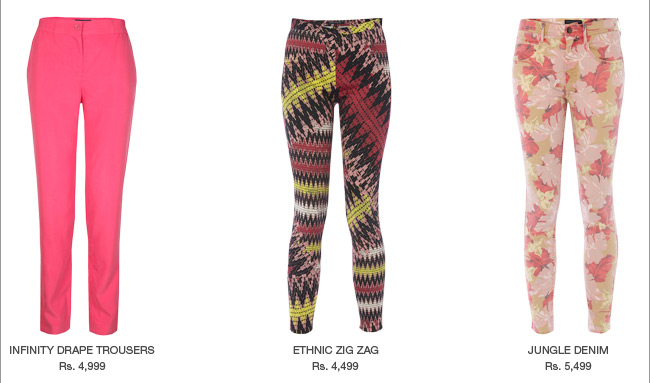 INFINITY DRAPE TROUSERS
Rs. 4,999
ETHNIC ZIG ZAG
Rs. 4,499
JUNGLE DENIM
Rs. 5,499